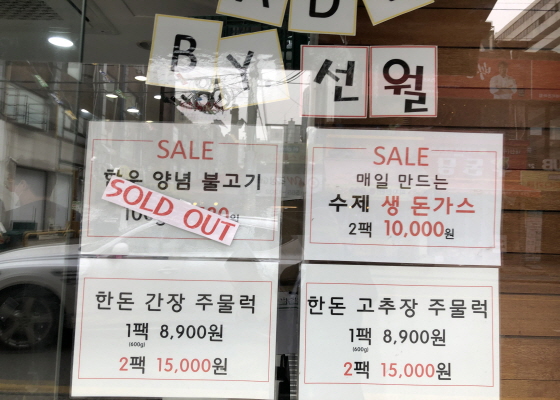 AD
BY 선월
SALE
한우 양념 불고기
100g
SOLD OUT
SALE
매일 만드는
수제 생 돈가스
2팩 10,000원
한돈 간장 주물럭
1팩 8,900원
(600g)
2팩 15,000원
한돈 고추장 주물럭
1팩 8,900원
(600g)
2팩 15,000원